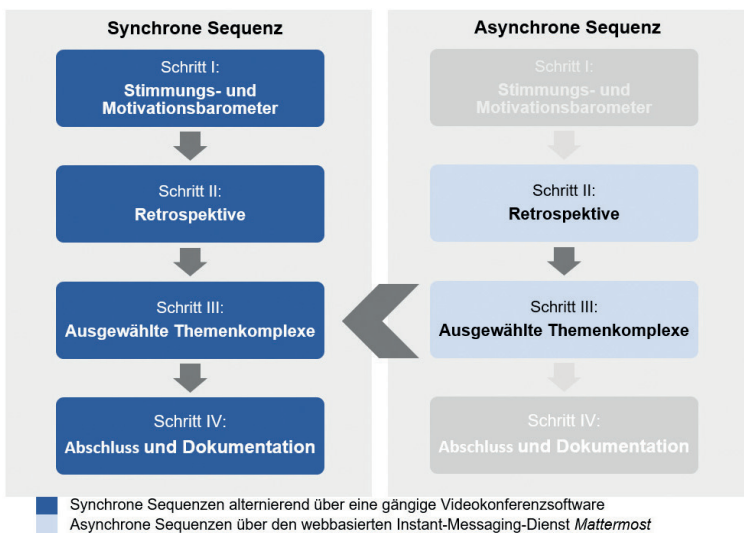 Synchrone Sequenz
Schritt I:
Stimmungs- und
Motivationsbarometer
Schritt II:
Retrospektive
Schritt III:
Ausgewählte Themenkomplexe
Schritt IV:
Abschluss und Dokumentation
Asynchrone Sequenz
Schritt I:
Stimmungs- und
Motivationsbarometer
Schritt II:
Retrospektive
Schritt III:
Ausgewählte Themenkomplexe
Schritt IV:
Abschluss und Dokumentation
Synchrone Sequenzen alternierend über eine gängige Videokonferenzsoftware
Asynchrone Sequenzen über den webbasierten Instant-Messaging-Dienst Mattermost